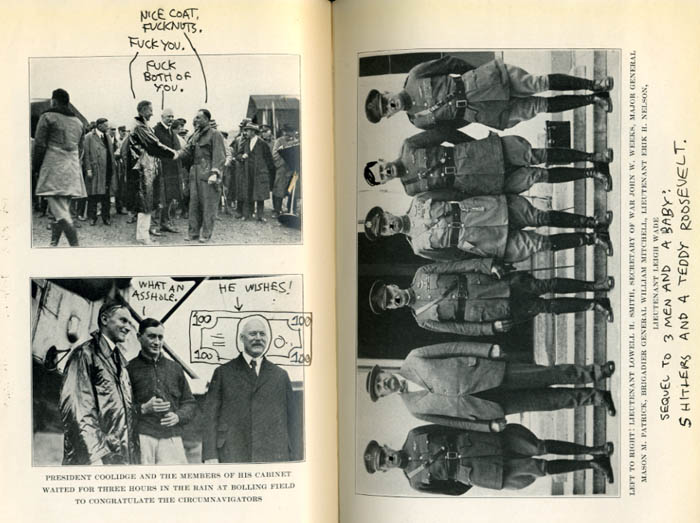 NICE COAT,
FUCKNUTS.
FUCK YOU.
FUCK
BOTH OF
YOU.
WHAT AN
ASSHOLE.
HE WISHES!
100 100
100 100
PRESIDENT COOLIDGE AND THE MEMBERS OF HIS CABINET
WAITED FOR THREE HOURS IN THE RAIN AT BOLLING FIELD
TO CONGRATULATE THE CIRCUMNAVIGATORS
LEFT TO RIGHT: LIEUTENANT LOWELL H. SMITH, SECRETARY OF WAR JOHN W. WEEKS, MAJOR GENERAL
MASON M. PATRICK, BRIGADIER GENERAL WILLIAM MITCHELL, LIEUTENANT ERIK H. NELSON,
LIEUTENANT LEIGH WADE
SEQUEL TO 3 MEN AND A BABY:
5 HITLERS AND A TEDDY ROOSEVELT.